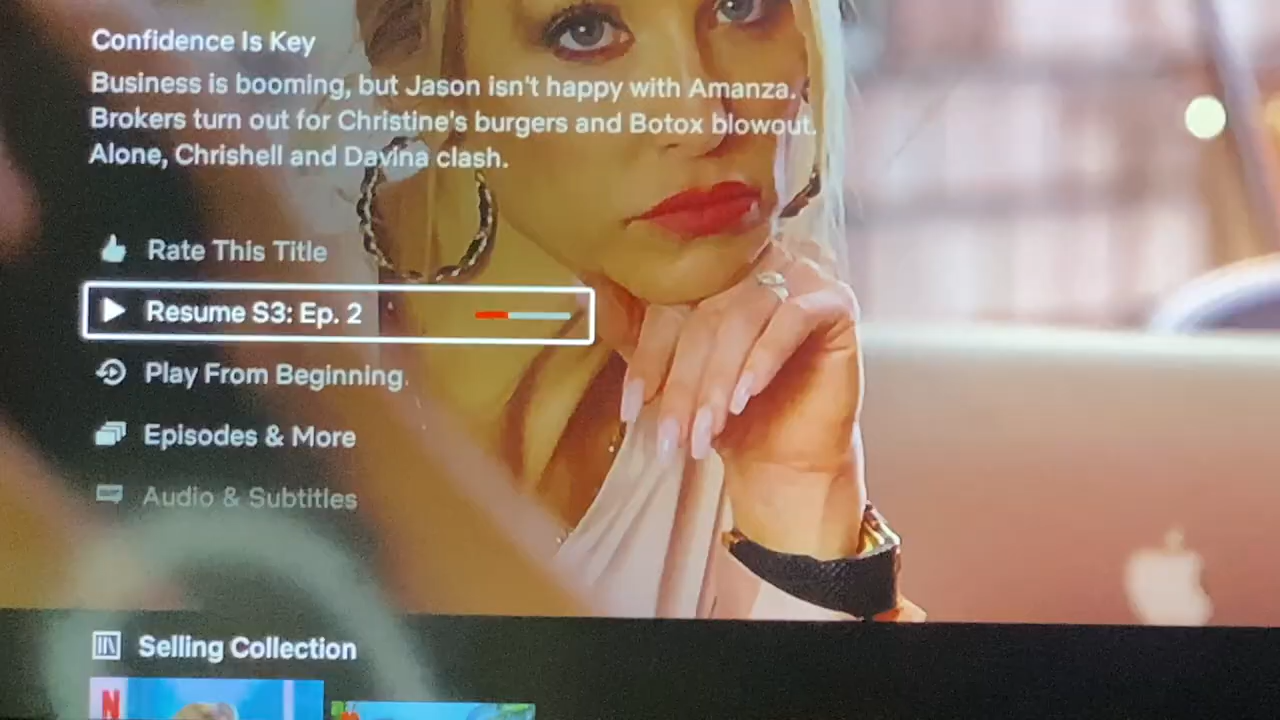 Confidence Is Key
Business is booming, but Jason isn't happy with Amanza.
Brokers turn out for Christine's burgers and Botox blowout.
Alone, Chrishell and Davina clash.
Rate This Title
Resume S3: Ep. 2
Play From Beginning.
Episodes & More
Audio & Subtitles
Selling Collection
N